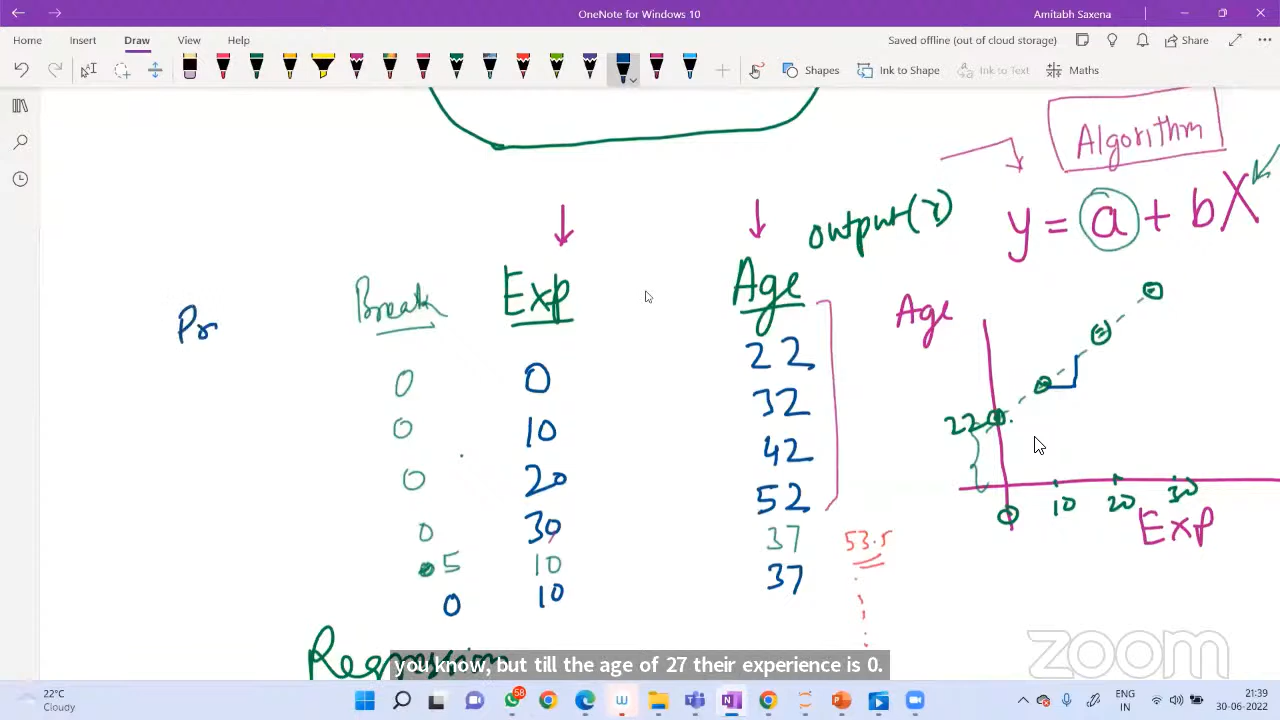 OneNote for Windows 10
Amitabh Saxena
Home Insert Draw View Help
Saved offline (out of cloud storage)
Share
Shapes
Ink to Shape
Ink to Text
Maths
Algorithm
output(Y)
y = a + bX
Break Exp Age
Age
Pr
0 0 22
0 10 32
0 20 42
0 30 52
5 10 37
0 10 37
53.5
22
0 10 20 30
Exp
Regression
you know, but till the age of 27 their experience is 0.
zoom
58
22°C
Clo
ENG
IN
21:39
30-06-2022